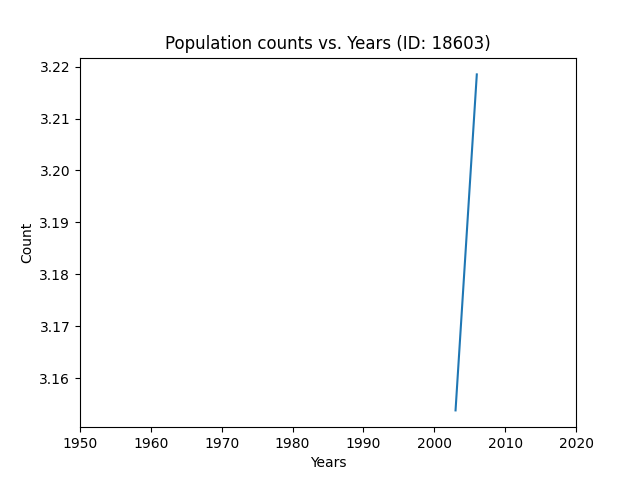 Population counts vs. Years (ID: 18603)
3.22
3.21
3.20
3.19
3.18
3.17
3.16
Count
1950 1960 1970 1980 1990 2000 2010 2020
Years